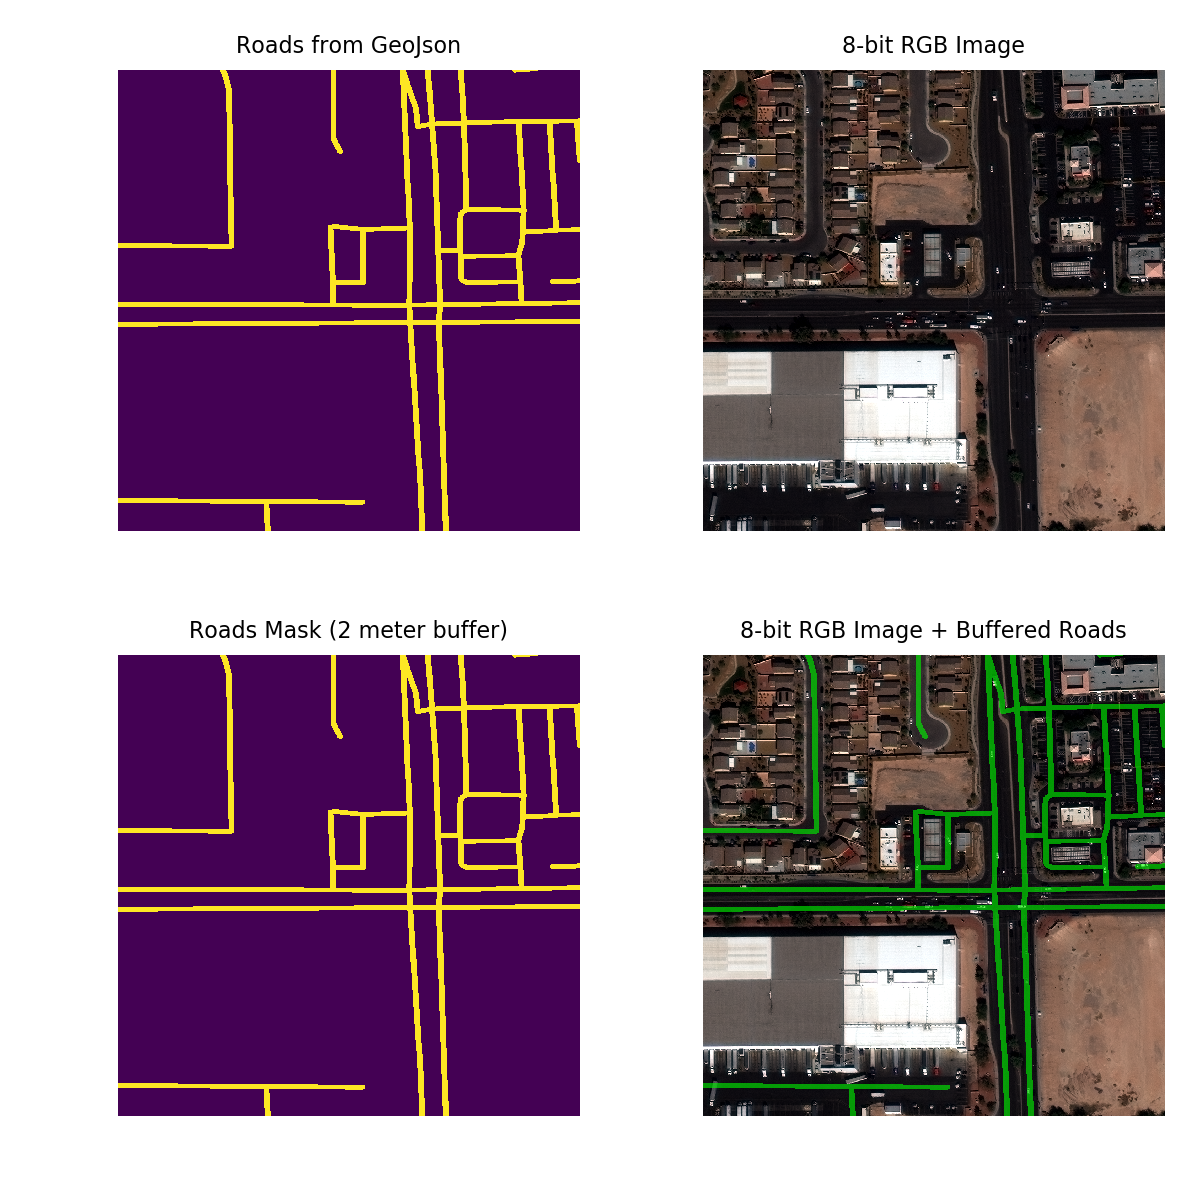 Roads from GeoJson
8-bit RGB Image
Roads Mask (2 meter buffer)
8-bit RGB Image + Buffered Roads